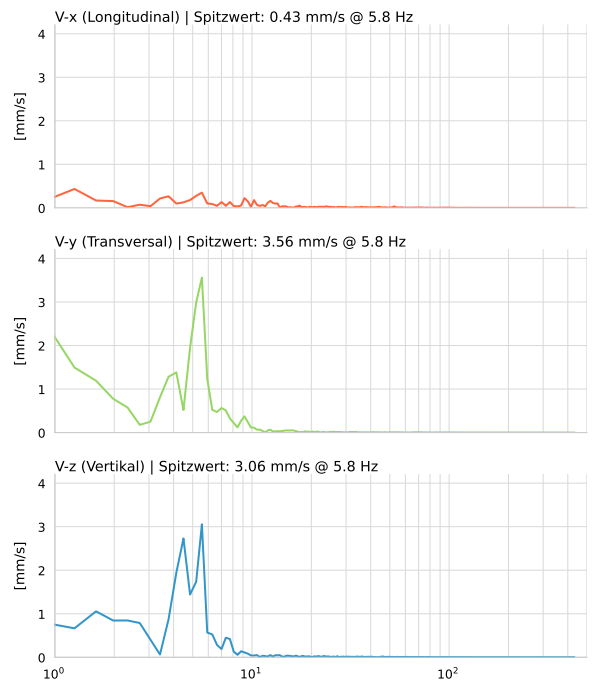 V-x (Longitudinal) | Spitzwert: 0.43 mm/s @ 5.8 Hz
4
3
2
1
0
[mm/s]
V-y (Transversal) | Spitzwert: 3.56 mm/s @ 5.8 Hz
4
3
2
1
0
[mm/s]
V-z (Vertikal) | Spitzwert: 3.06 mm/s @ 5.8 Hz
4
3
2
1
0
[mm/s]
10⁰ 10¹ 10²